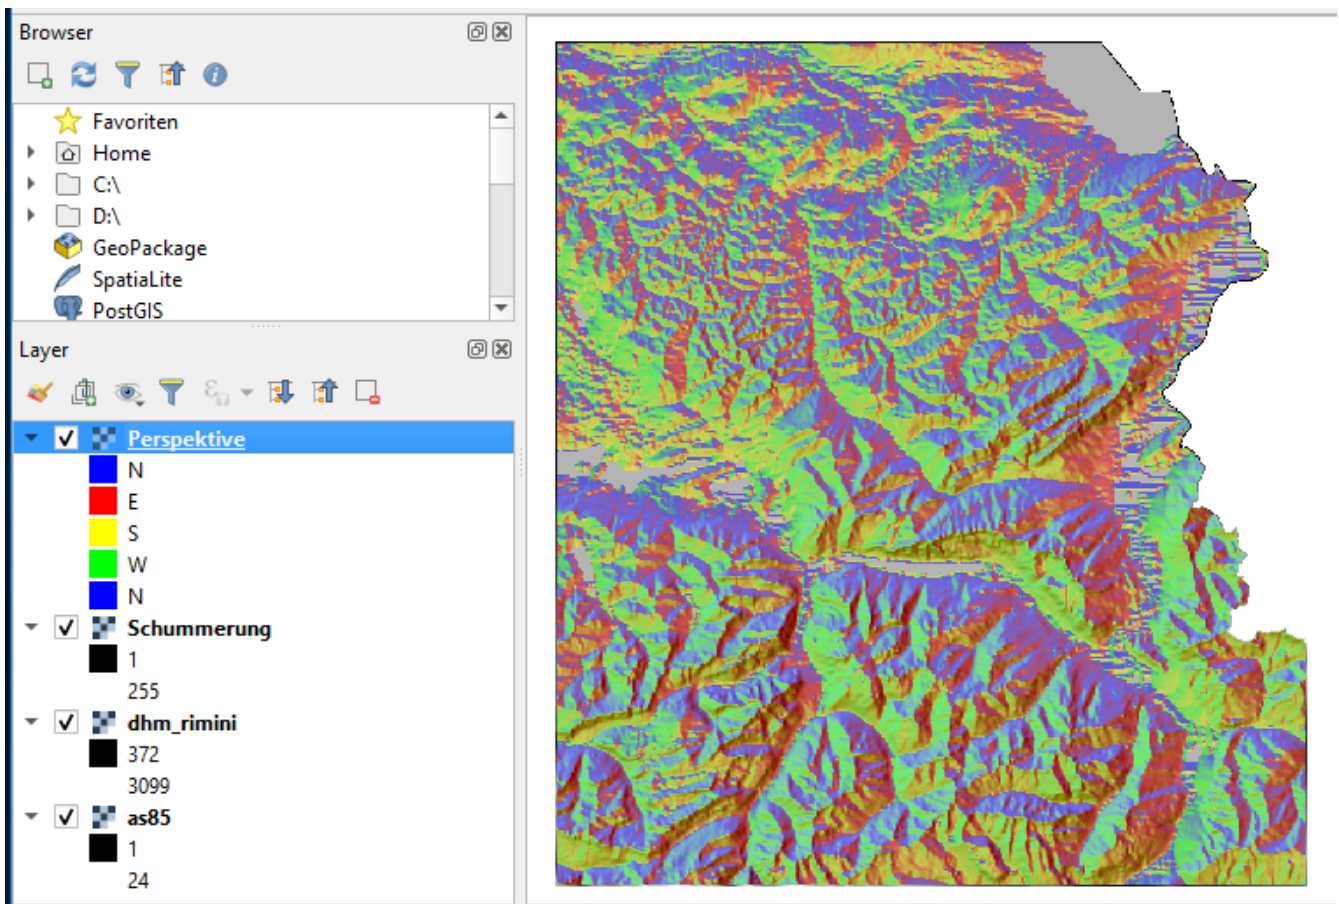 Browser
Favoriten
Home
C:\
D:\
GeoPackage
SpatiaLite
PostGIS
Layer
Perspektive
N
E
S
W
N
Schummerung
1
255
dhm_rimini
372
3099
as85
1
24